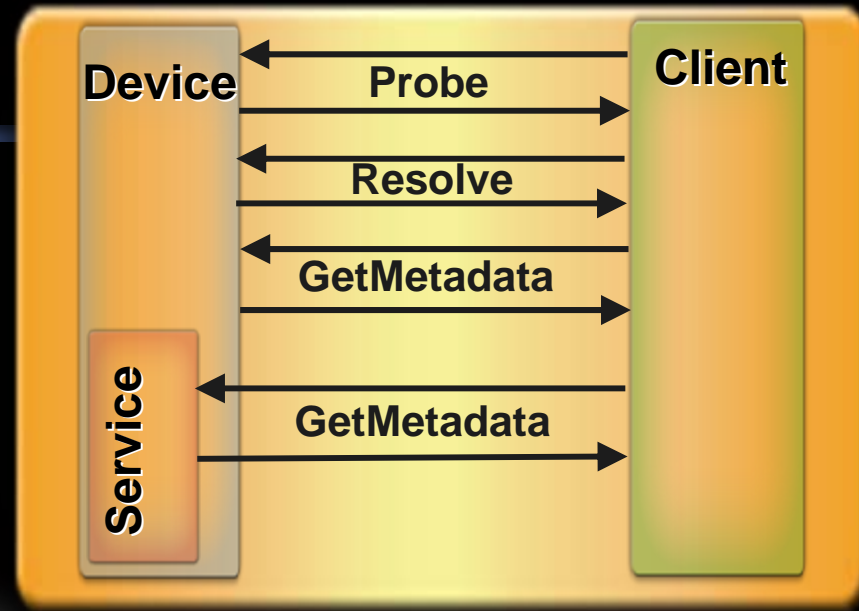 Device
Client
Probe
Resolve
GetMetadata
GetMetadata
Service